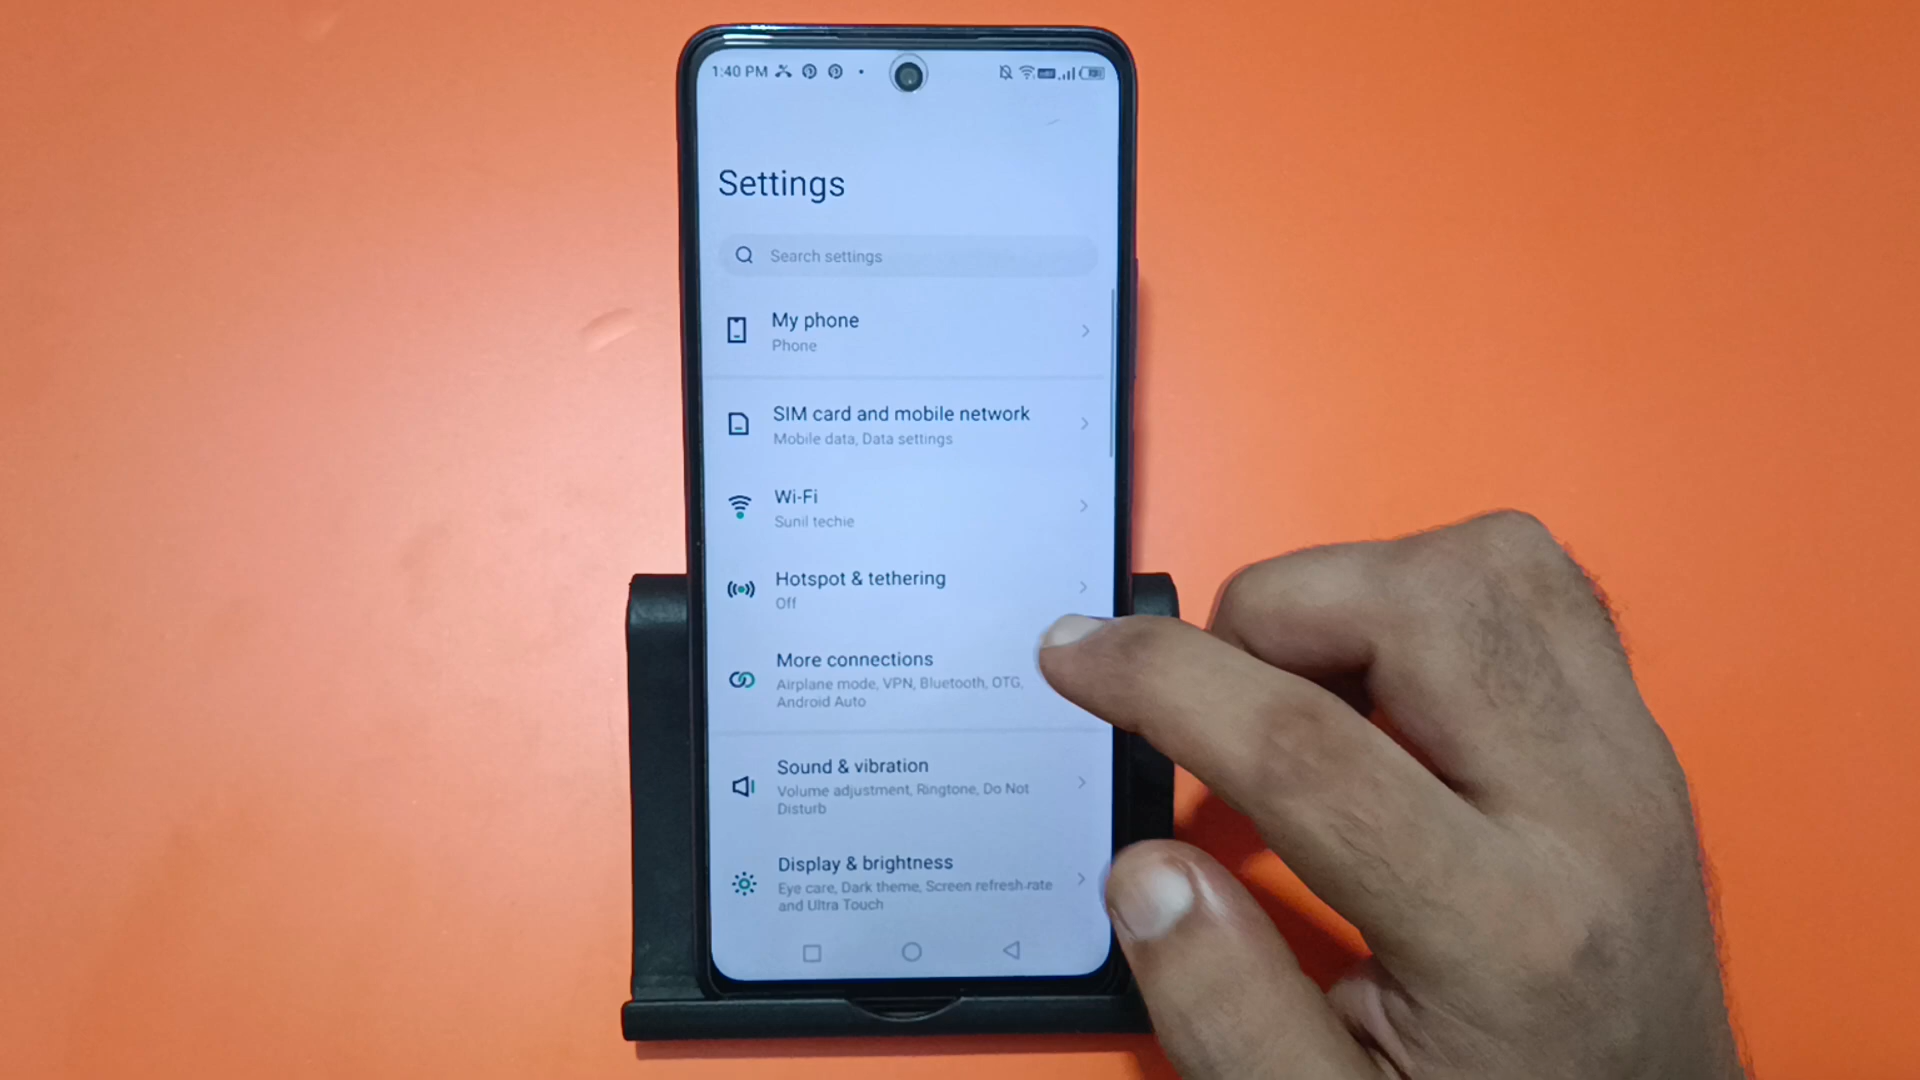 1:40 PM
Settings
Search settings
My phone
Phone
SIM card and mobile network
Mobile data, Data settings
Wi-Fi
Sunil techie
Hotspot & tethering
Off
More connections
Airplane mode, VPN, Bluetooth, OTG,
Android Auto
Sound & vibration
Volume adjustment, Ringtone, Do Not
Disturb
Display & brightness
Eye care, Dark theme, Screen refresh rate
and Ultra Touch